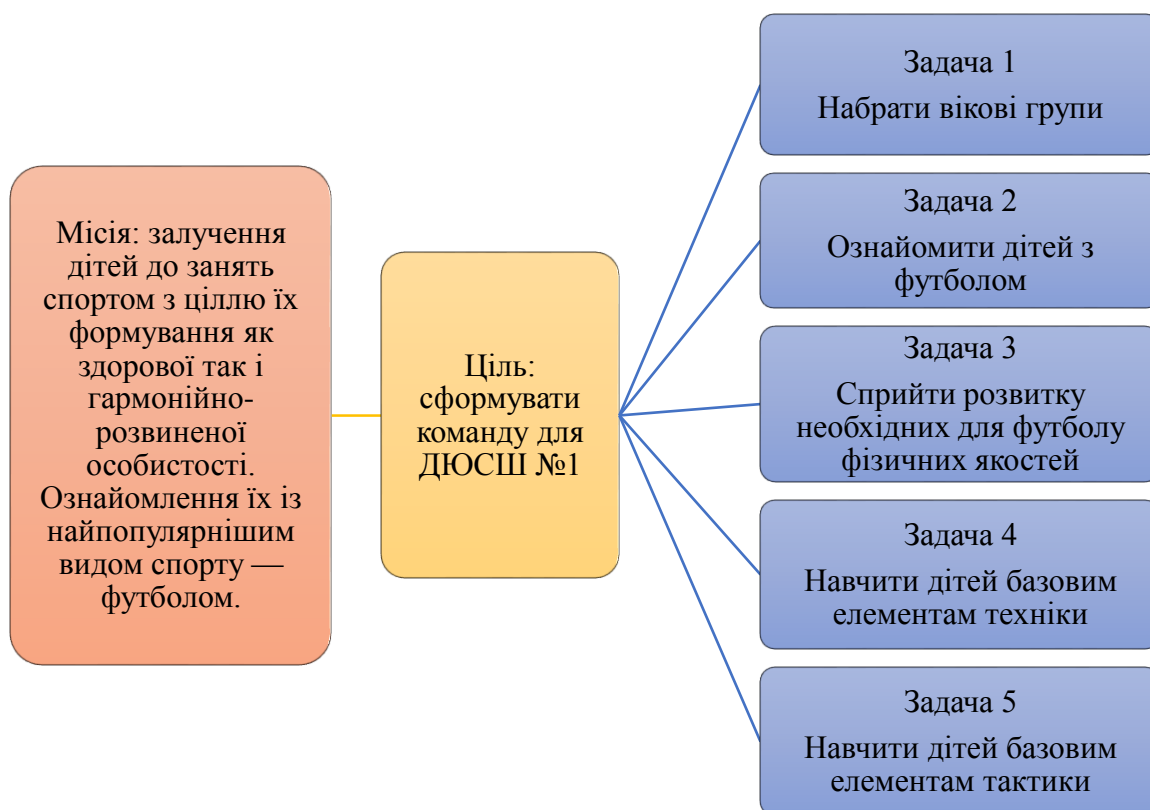 Місія: залучення
дітей до занять
спортом з ціллю їх
формування як
здорової так і
гармонійно-
розвиненої
особистості.
Ознайомлення їх із
найпопулярнішим
видом спорту —
футболом.
Ціль:
сформувати
команду для
ДЮСШ №1
Задача 1
Набрати вікові групи
Задача 2
Ознайомити дітей з
футболом
Задача 3
Сприйти розвитку
необхідних для футболу
фізичних якостей
Задача 4
Навчити дітей базовим
елементам техніки
Задача 5
Навчити дітей базовим
елементам тактики